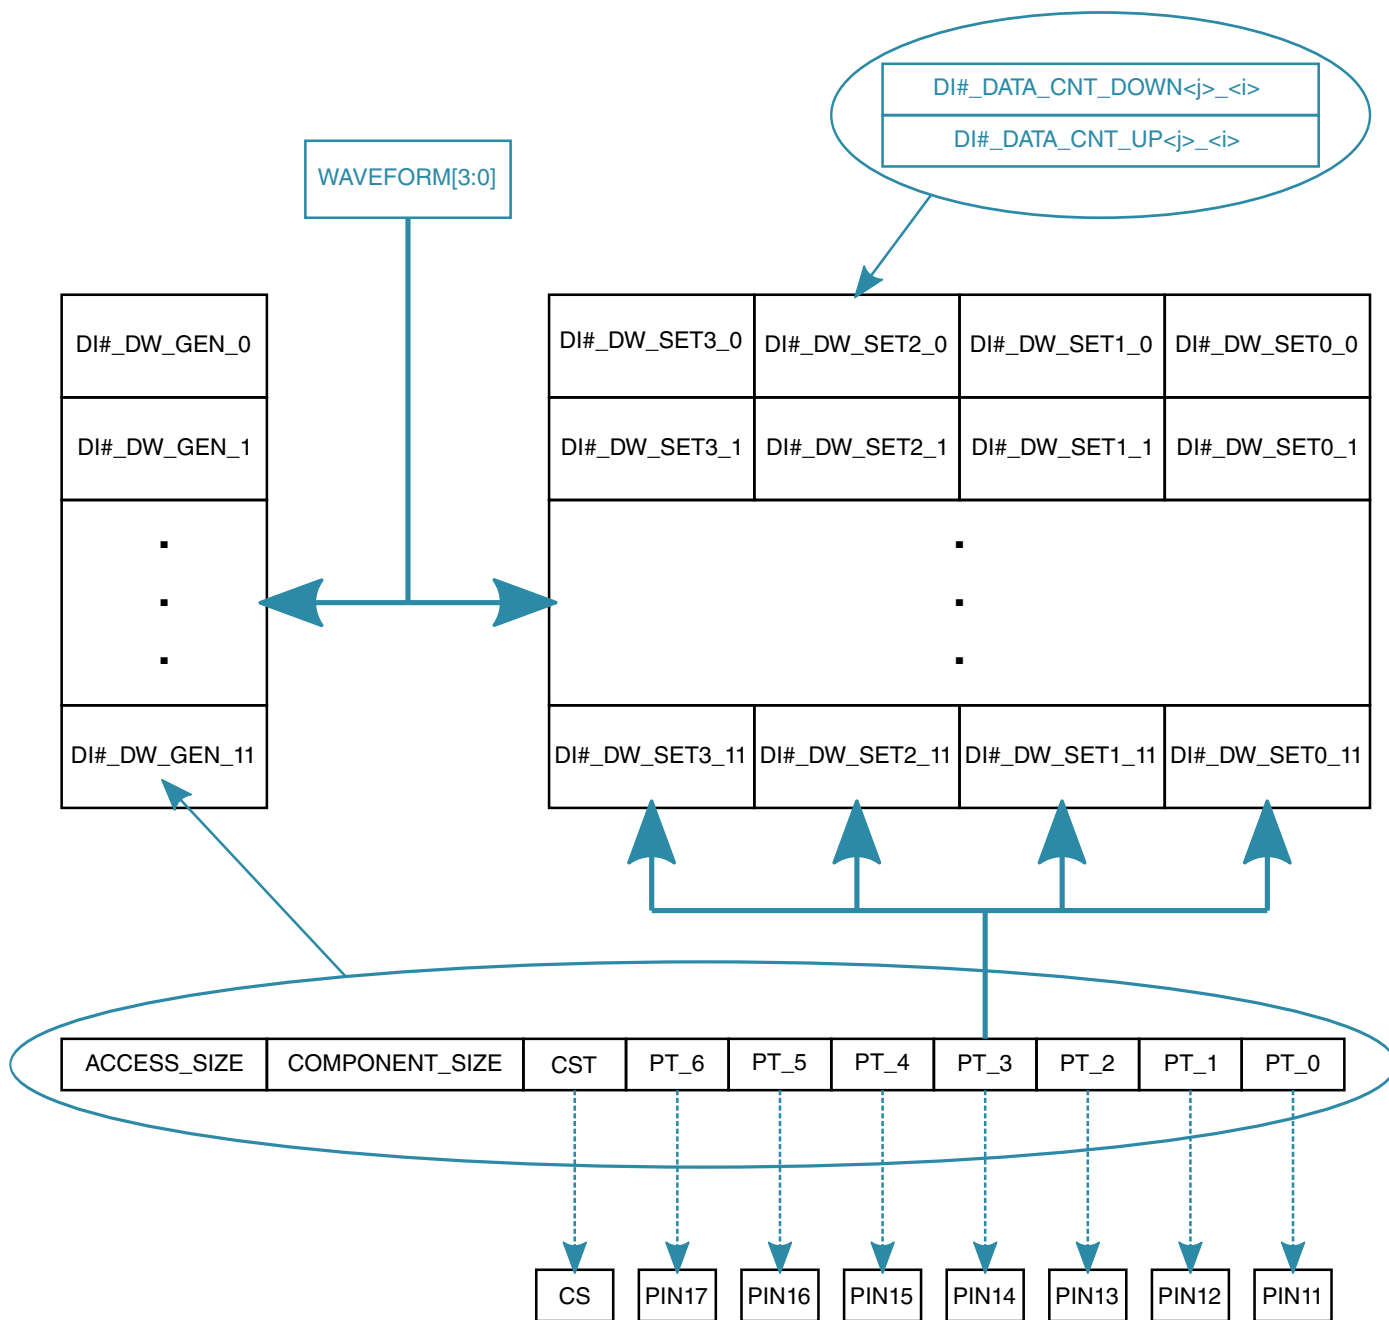 DI#_DATA_CNT_DOWN<j>_<i>
DI#_DATA_CNT_UP<j>_<i>
WAVEFORM[3:0]
DI#_DW_GEN_0
DI#_DW_SET3_0 DI#_DW_SET2_0 DI#_DW_SET1_0 DI#_DW_SET0_0
DI#_DW_GEN_1
DI#_DW_SET3_1 DI#_DW_SET2_1 DI#_DW_SET1_1 DI#_DW_SET0_1
DI#_DW_GEN_11
DI#_DW_SET3_11 DI#_DW_SET2_11 DI#_DW_SET1_11 DI#_DW_SET0_11
ACCESS_SIZE COMPONENT_SIZE CST PT_6 PT_5 PT_4 PT_3 PT_2 PT_1 PT_0
CS PIN17 PIN16 PIN15 PIN14 PIN13 PIN12 PIN11